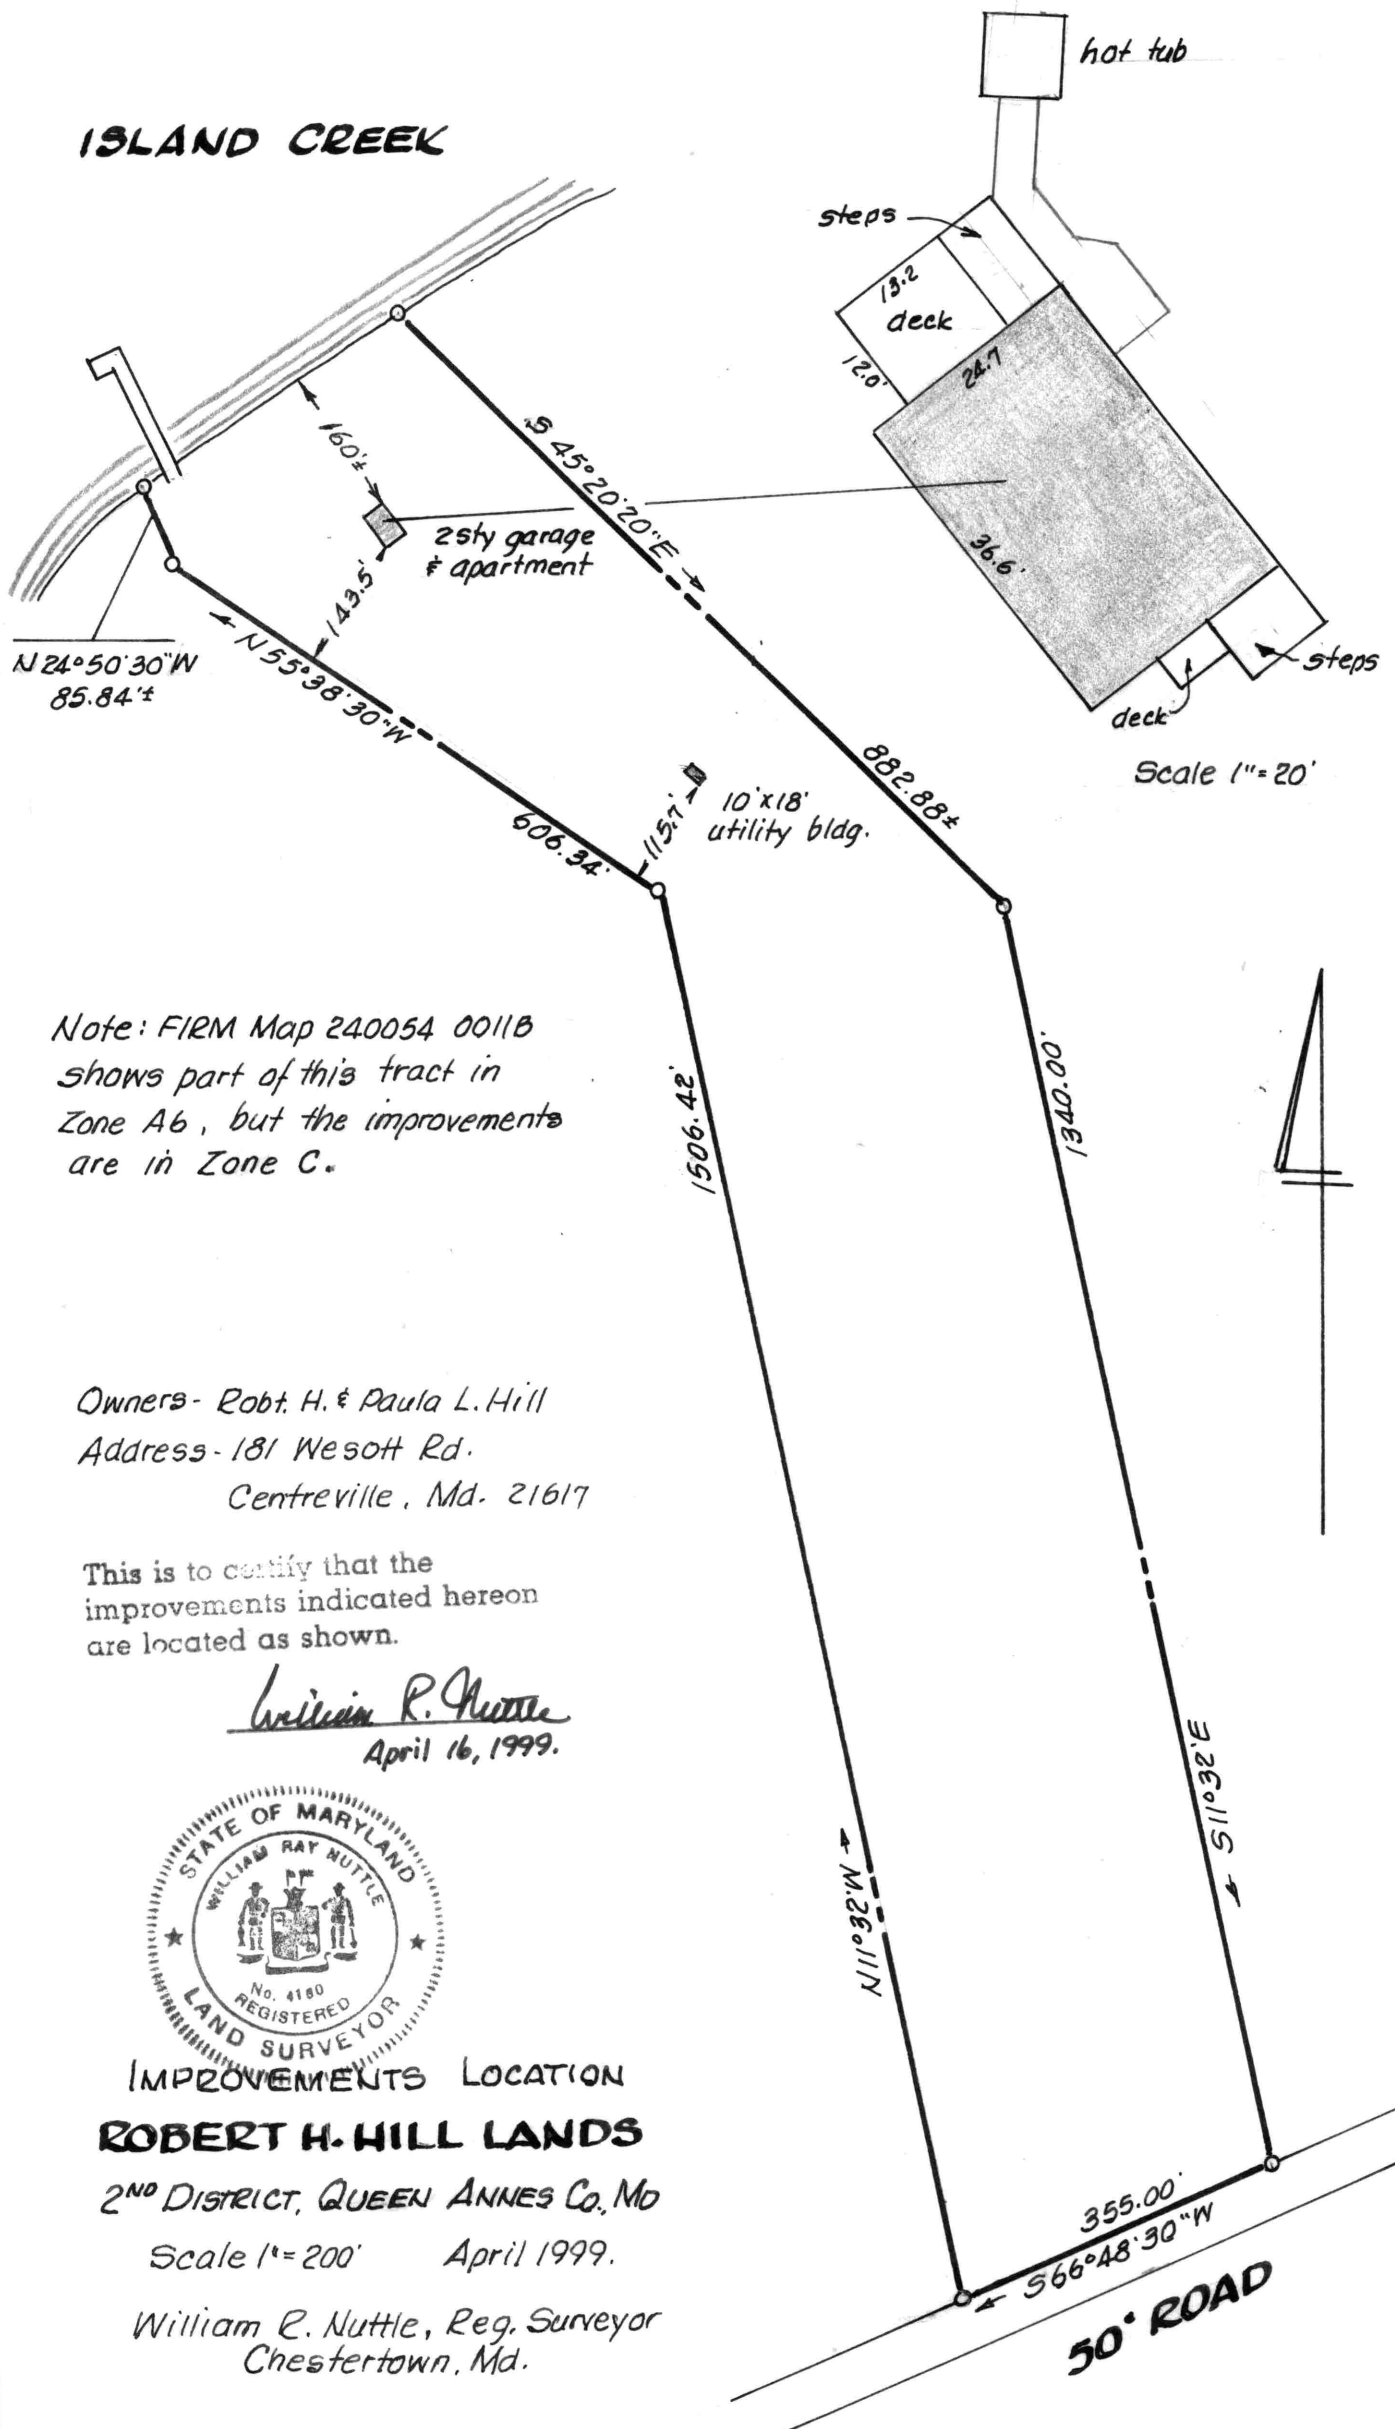 hot tub
ISLAND CREEK
steps
13.2
deck
12.0'
24.7
36.6'
steps
deck
Scale 1"=20'
160'±
S 45°20'20"E
2sty garage
& apartment
143.5'
N 24°50'30"W
85.84'±
N 55°38'30"W
606.34'
115.7'
10'x18'
utility bldg.
882.88±
Note: FIRM Map 240054 0011B
shows part of this tract in
Zone A6, but the improvements
are in Zone C.
1506.42'
1340.00'
Owners- Robt. H. & Paula L. Hill
Address- 181 Wesott Rd.
Centreville, Md. 21617
This is to certify that the
improvements indicated hereon
are located as shown.
William R. Nuttle
April 16, 1999.
S11°32'E
N11°32'W
STATE OF MARYLAND
WILLIAM RAY NUTTLE
No. 4180
REGISTERED
LAND SURVEYOR
IMPROVEMENTS LOCATION
ROBERT H. HILL LANDS
2ND DISTRICT, QUEEN ANNES CO., MD
Scale 1"=200' April 1999.
William R. Nuttle, Reg. Surveyor
Chestertown, Md.
355.00'
S66°48'30"W
50' ROAD